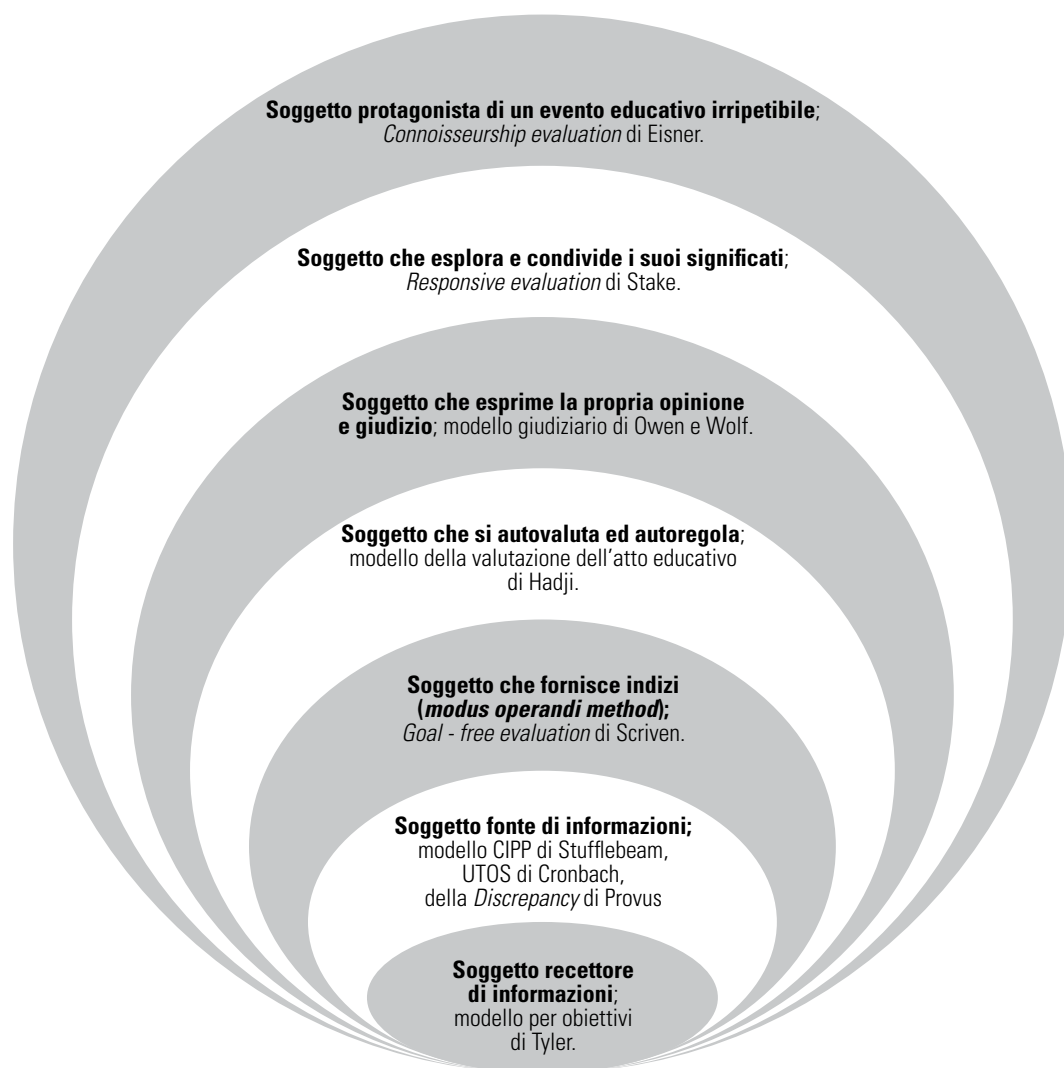 Soggetto protagonista di un evento educativo irripetibile;
Connoisseurship evaluation di Eisner.
Soggetto che esplora e condivide i suoi significati;
Responsive evaluation di Stake.
Soggetto che esprime la propria opinione
e giudizio; modello giudiziario di Owen e Wolf.
Soggetto che si autovaluta ed autoregola;
modello della valutazione dell'atto educativo
di Hadji.
Soggetto che fornisce indizi
(modus operandi method);
Goal - free evaluation di Scriven.
Soggetto fonte di informazioni;
modello CIPP di Stufflebeam,
UTOS di Cronbach,
della Discrepancy di Provus
Soggetto recettore
di informazioni;
modello per obiettivi
di Tyler.